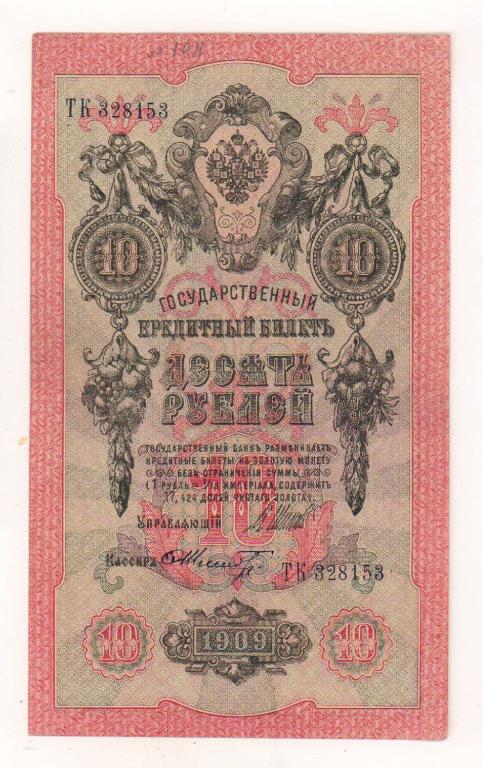 ТК 328153
10 10
ГОСУДАРСТВЕННЫЙ
КРЕДИТНЫЙ БИЛЕТЪ
ДЕСЯТЬ
РУБЛЕЙ
ГОСУДАРСТВЕННЫЙ БАНКЪ РАЗМѢНИВАЕТЪ
КРЕДИТНЫЕ БИЛЕТЫ НА ЗОЛОТУЮ МОНЕТУ
БЕЗЪ ОГРАНИЧЕНІЯ СУММЫ
(1 РУБЛЬ = 1/15 ИМПЕРІАЛА, СОДЕРЖИТЪ
17,424 ДОЛЕЙ ЧИСТАГО ЗОЛОТА).
10
УПРАВЛЯЮЩІЙ
Кассиръ
ТК 328153
10 1909 10